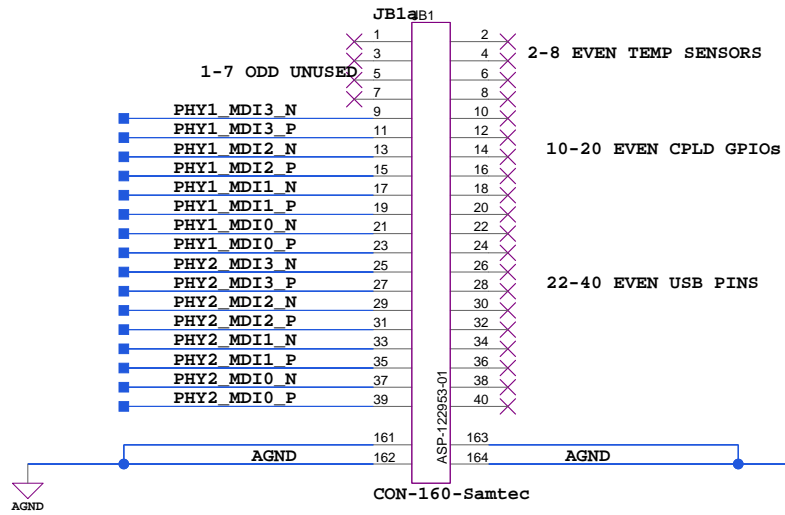 JB1a JB1
1 2
2-8 EVEN TEMP SENSORS
3 4
1-7 ODD UNUSED 5 6
7 8
PHY1_MDI3_N 9 10
PHY1_MDI3_P 11 12
PHY1_MDI2_N 13 14 10-20 EVEN CPLD GPIOs
PHY1_MDI2_P 15 16
PHY1_MDI1_N 17 18
PHY1_MDI1_P 19 20
PHY1_MDI0_N 21 22
PHY1_MDI0_P 23 24
PHY2_MDI3_N 25 26
PHY2_MDI3_P 27 28 22-40 EVEN USB PINS
PHY2_MDI2_N 29 30
PHY2_MDI2_P 31 32
PHY2_MDI1_N 33 34
PHY2_MDI1_P 35 36
PHY2_MDI0_N 37 38
PHY2_MDI0_P 39 40
ASP-122953-01
161 163
AGND 162 164 AGND
CON-160-Samtec
AGND